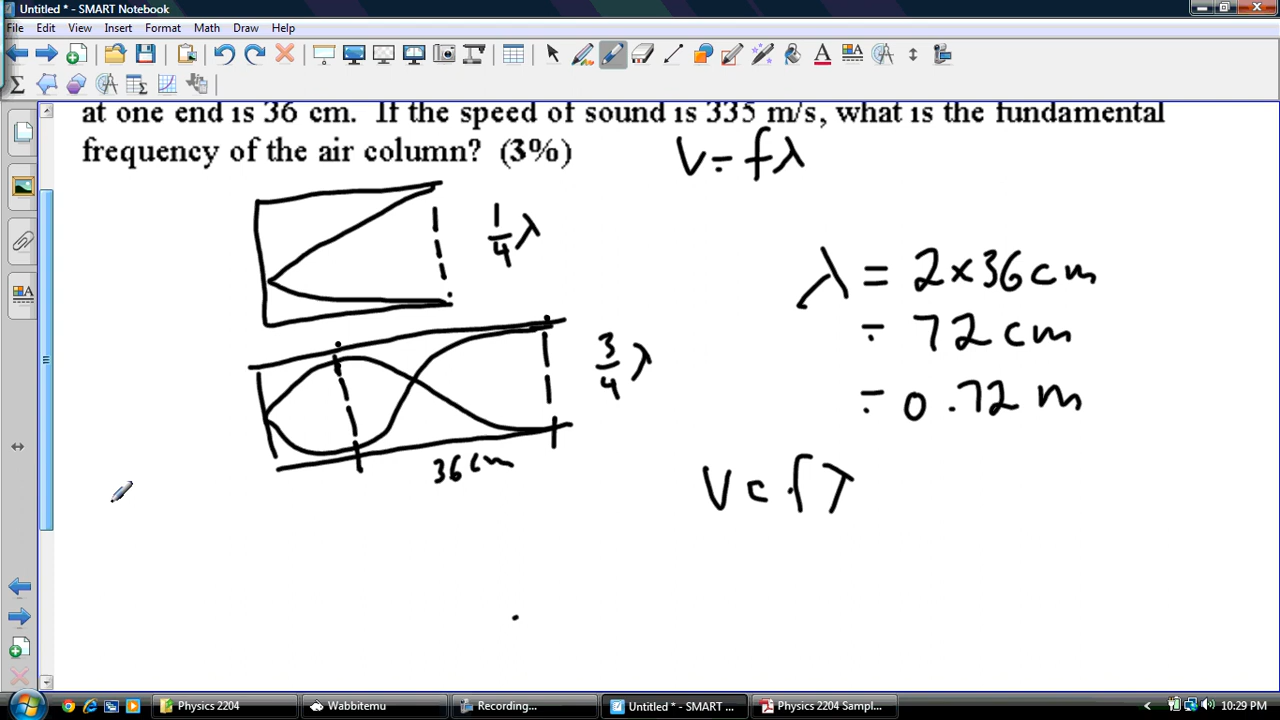 Untitled * - SMART Notebook
File Edit View Insert Format Math Draw Help
at one end is 36 cm. If the speed of sound is 335 m/s, what is the fundamental
frequency of the air column? (3%)
V = fλ
1/4 λ
λ = 2×36cm
= 72 cm
= 0.72 m
3/4 λ
36 cm
V = fλ
Physics 2204
Wabbitemu
Recording...
Untitled * - SMART ...
Physics 2204 Sampl...
10:29 PM